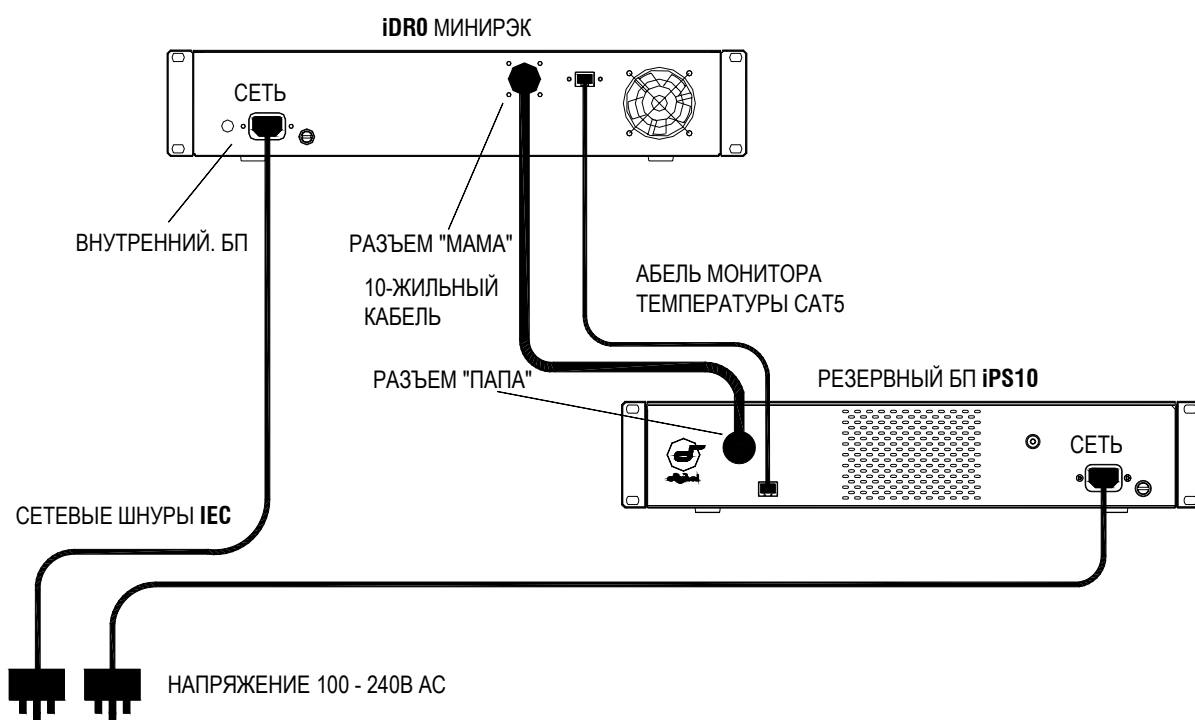 iDR0 МИНИРЭК
СЕТЬ
ВНУТРЕННИЙ. БП
РАЗЪЕМ "МАМА"
10-ЖИЛЬНЫЙ
КАБЕЛЬ
АБЕЛЬ МОНИТОРА
ТЕМПЕРАТУРЫ CAT5
РАЗЪЕМ "ПАПА"
РЕЗЕРВНЫЙ БП iPS10
СЕТЬ
СЕТЕВЫЕ ШНУРЫ IEC
НАПРЯЖЕНИЕ 100 - 240В AC